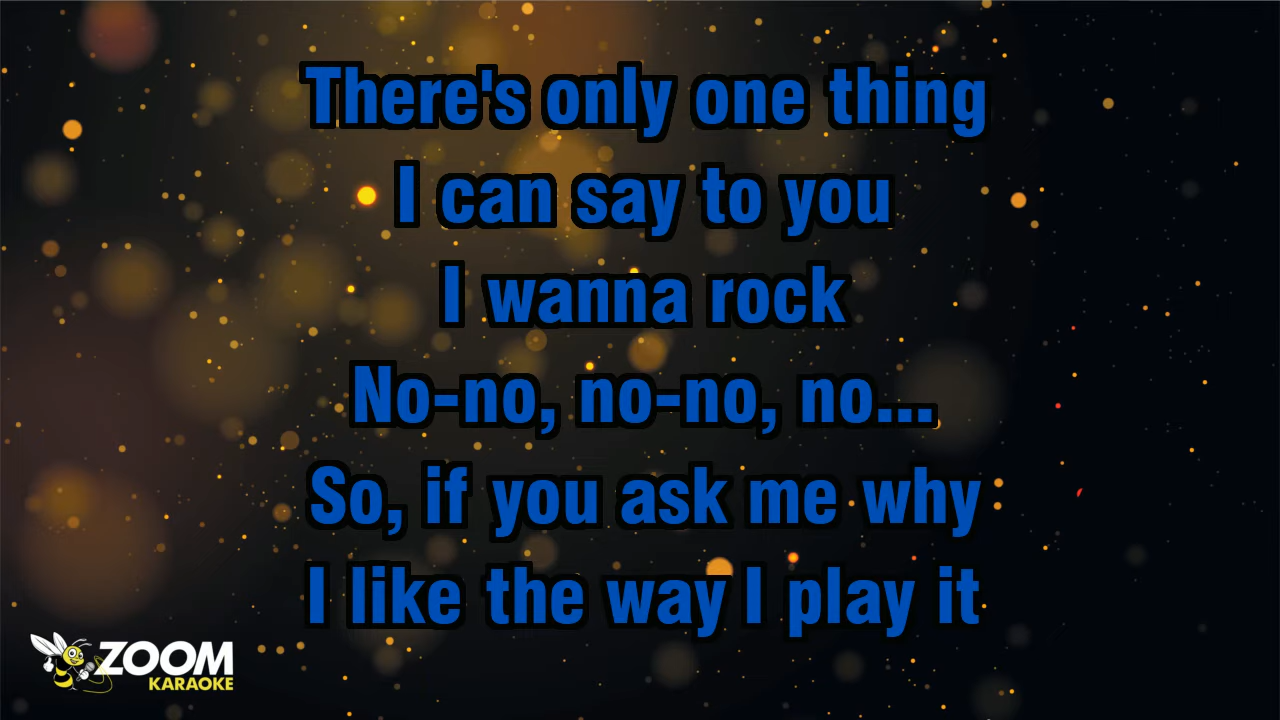 There's only one thing
I can say to you
I wanna rock
No-no, no-no, no...
So, if you ask me why
I like the way I play it
ZOOM
KARAOKE